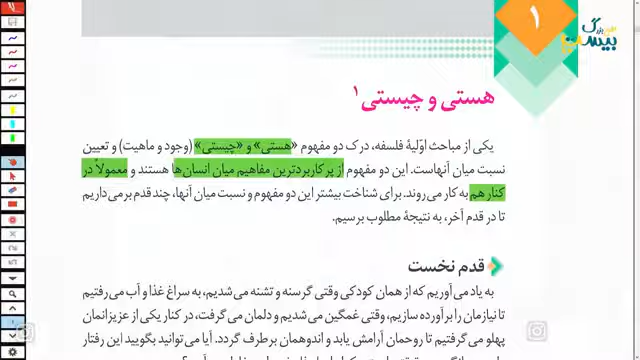 ۱
بیست
هستی و چیستی۱
یکی از مباحث اوّلیهٔ فلسفه، درک دو مفهوم «هستی» و «چیستی» (وجود و ماهیت) و تعیین
نسبت میان آنهاست. این دو مفهوم از پرکاربردترین مفاهیم میان انسان‌ها هستند و معمولاً در
کنار هم به کار می‌روند. برای شناخت بیشتر این دو مفهوم و نسبت میان آنها، چند قدم برمی‌داریم
تا در قدم آخر، به نتیجهٔ مطلوب برسیم.
قدم نخست
به یاد می‌آوریم که از همان کودکی وقتی گرسنه و تشنه می‌شدیم، به سراغ غذا و آب می‌رفتیم
تا نیازمان را برآورده سازیم، وقتی غمگین می‌شدیم و دلمان می‌گرفت، در کنار یکی از عزیزانمان
پهلو می‌گرفتیم تا روحمان آرامش یابد و اندوهمان برطرف گردد. آیا می‌توانید بگویید این رفتار